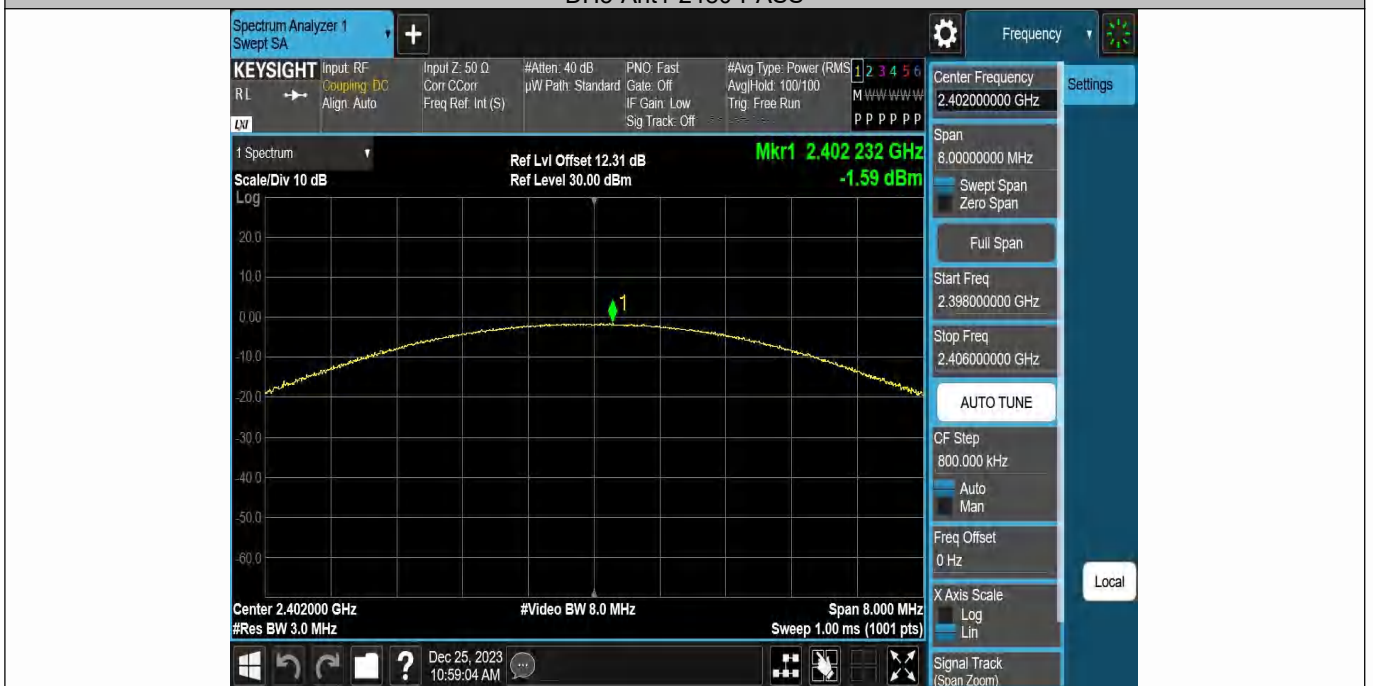 Spectrum Analyzer 1
Swept SA
Frequency
KEYSIGHT
RL
LXI
Input: RF
Coupling: DC
Align: Auto
Input Z: 50 Ω
Corr CCorr
Freq Ref: Int (S)
#Atten: 40 dB
µW Path: Standard
PNO: Fast
Gate: Off
IF Gain: Low
Sig Track: Off
#Avg Type: Power (RMS
Avg|Hold: 100/100
Trig: Free Run
1 2 3 4 5 6
M W W W W W
P P P P P P
1 Spectrum
Scale/Div 10 dB
Ref Lvl Offset 12.31 dB
Ref Level 30.00 dBm
Mkr1 2.402 232 GHz
-1.59 dBm
Log
20.0
10.0
0.00
-10.0
-20.0
-30.0
-40.0
-50.0
-60.0
1
Center 2.402000 GHz
#Res BW 3.0 MHz
#Video BW 8.0 MHz
Span 8.000 MHz
Sweep 1.00 ms (1001 pts)
?
Dec 25, 2023
10:59:04 AM
Center Frequency
2.402000000 GHz
Settings
Span
8.00000000 MHz
Swept Span
Zero Span
Full Span
Start Freq
2.398000000 GHz
Stop Freq
2.406000000 GHz
AUTO TUNE
CF Step
800.000 kHz
Auto
Man
Freq Offset
0 Hz
X Axis Scale
Log
Lin
Signal Track
(Span Zoom)
Local